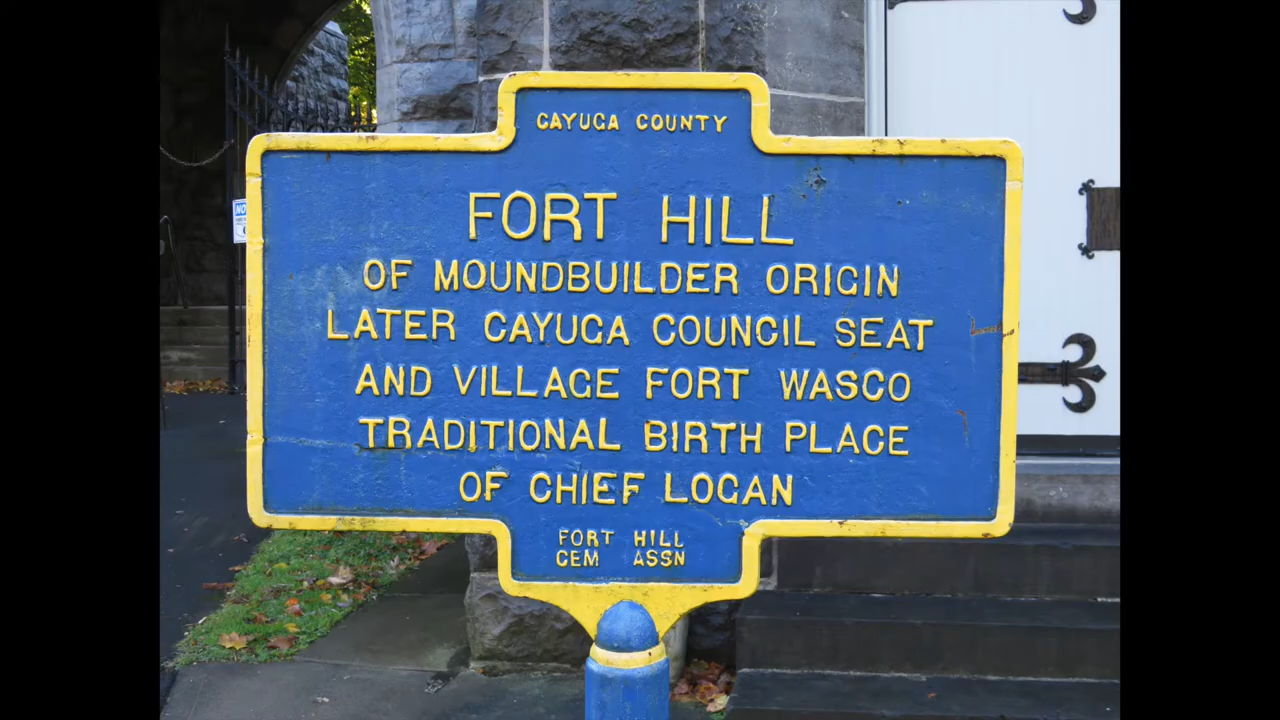 CAYUGA COUNTY
FORT HILL
OF MOUNDBUILDER ORIGIN
LATER CAYUGA COUNCIL SEAT
AND VILLAGE FORT WASCO
TRADITIONAL BIRTH PLACE
OF CHIEF LOGAN
FORT HILL
CEM ASSN